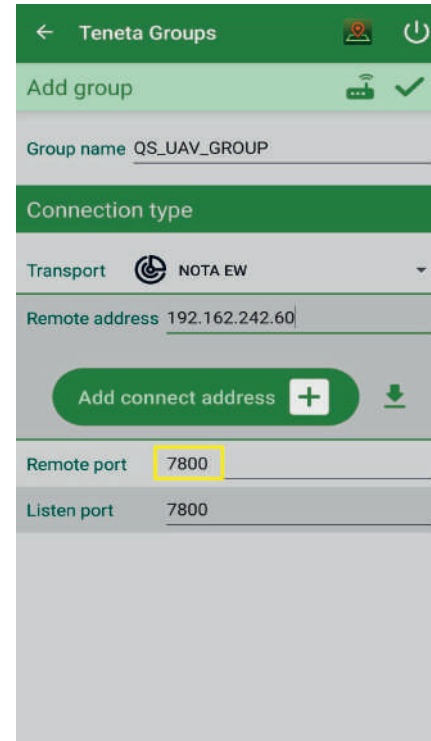 Teneta Groups
Add group
Group name QS_UAV_GROUP
Connection type
Transport NOTA EW
Remote address 192.162.242.60
Add connect address +
Remote port 7800
Listen port 7800